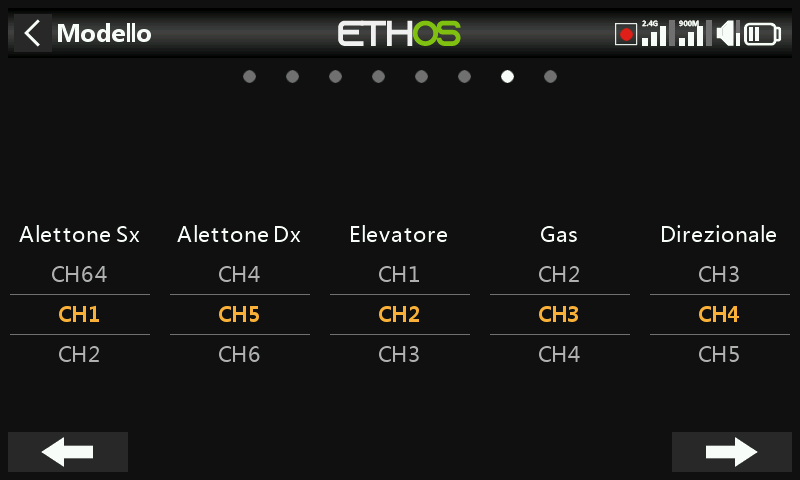 Modello
ETHOS
2.4G
900M
Alettone Sx Alettone Dx Elevatore Gas Direzionale
CH64 CH4 CH1 CH2 CH3
CH1 CH5 CH2 CH3 CH4
CH2 CH6 CH3 CH4 CH5